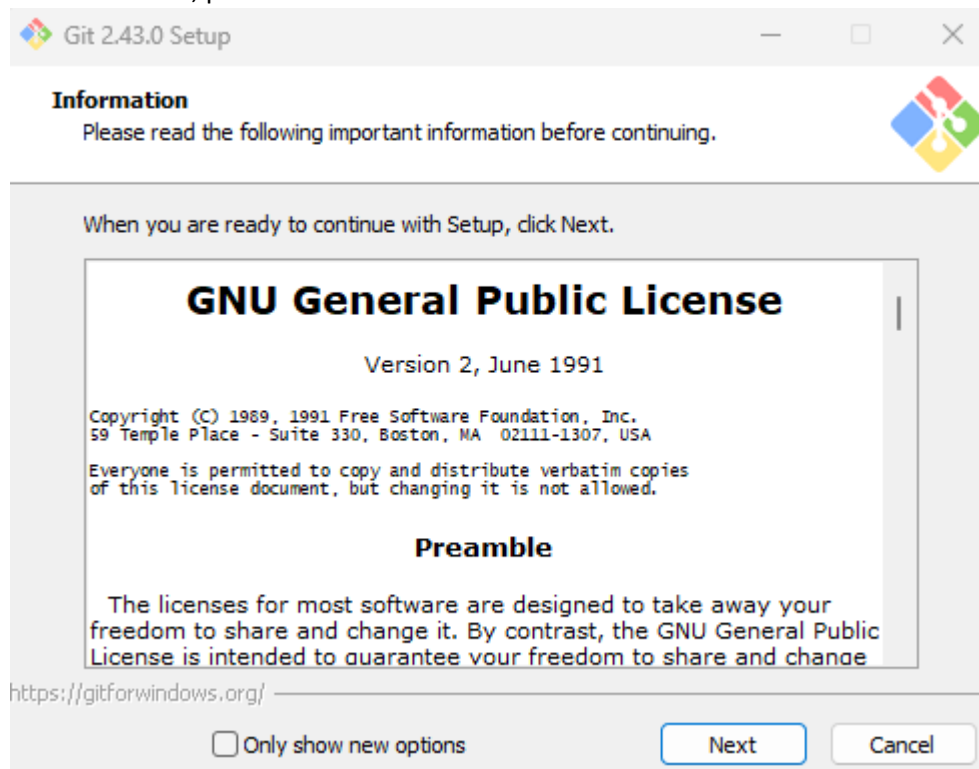 Git 2.43.0 Setup
Information
Please read the following important information before continuing.
When you are ready to continue with Setup, click Next.
GNU General Public License
Version 2, June 1991
Copyright (C) 1989, 1991 Free Software Foundation, Inc.
59 Temple Place - Suite 330, Boston, MA  02111-1307, USA
Everyone is permitted to copy and distribute verbatim copies
of this license document, but changing it is not allowed.
Preamble
The licenses for most software are designed to take away your
freedom to share and change it. By contrast, the GNU General Public
License is intended to guarantee your freedom to share and change
https://gitforwindows.org/
Only show new options
Next
Cancel